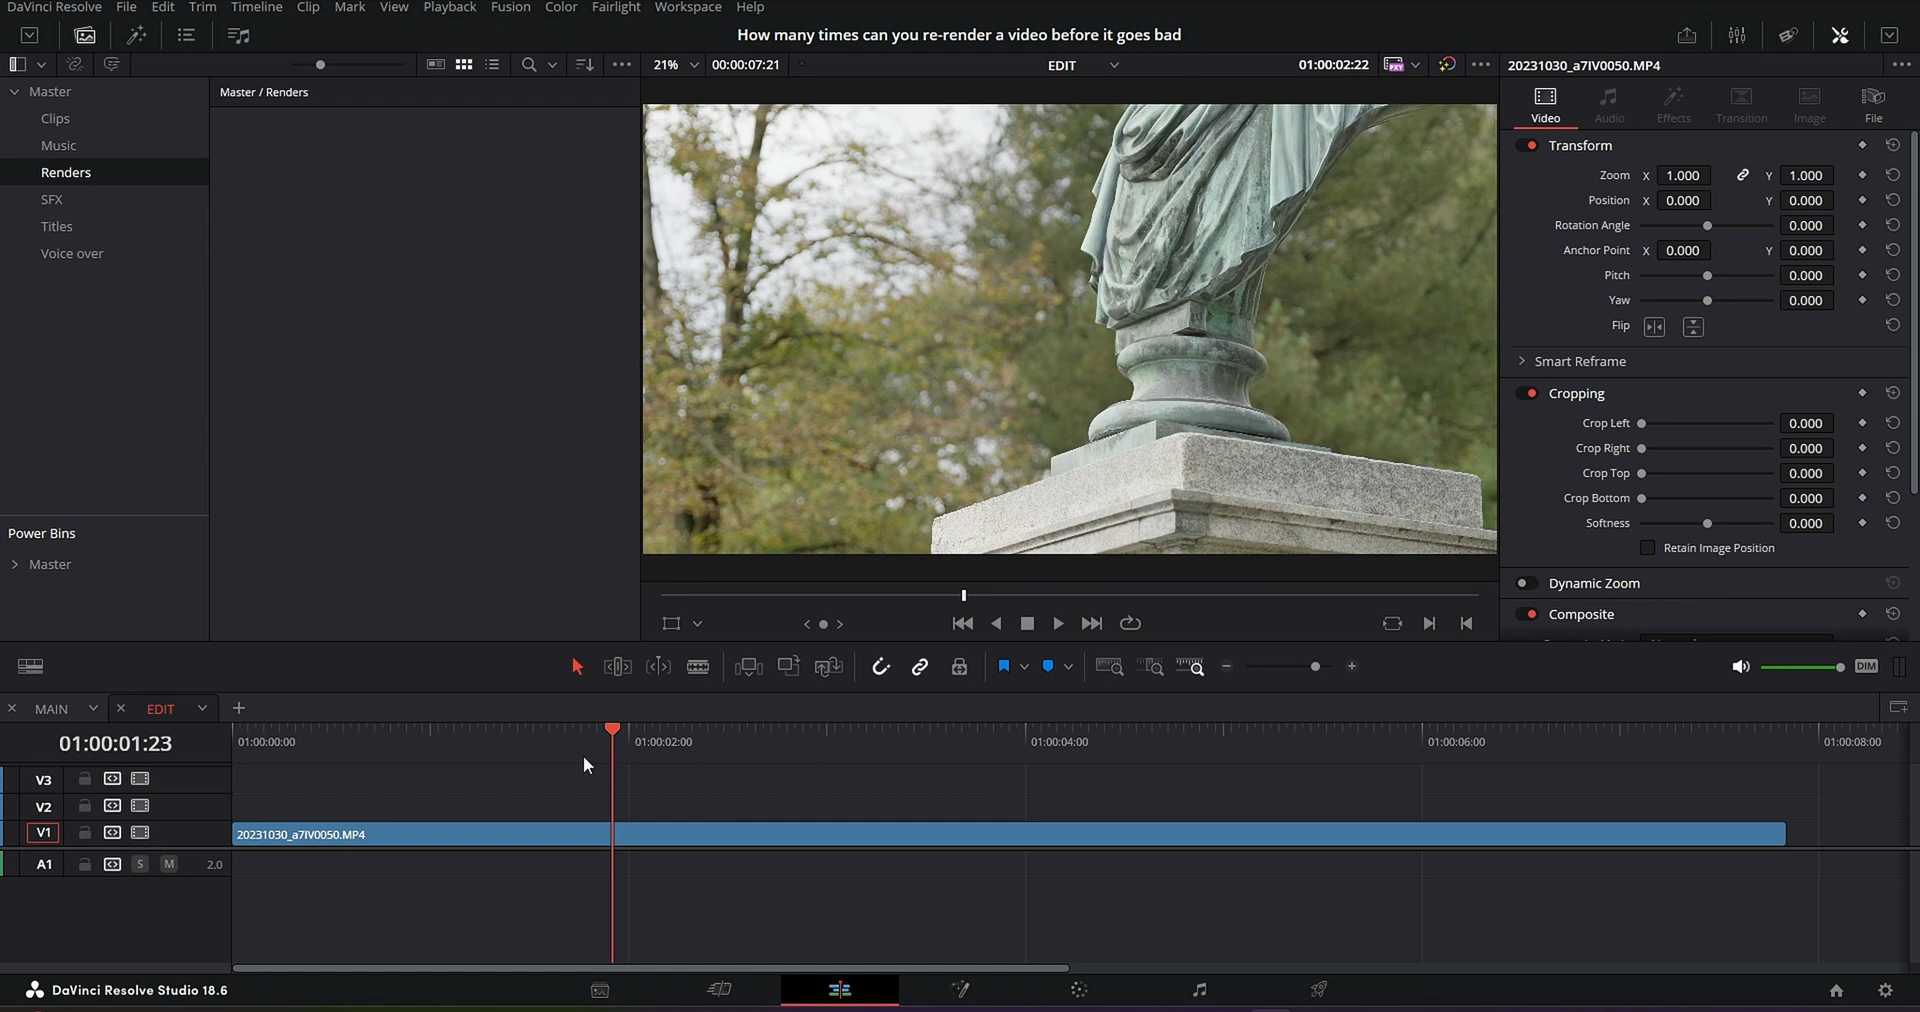 DaVinci Resolve File Edit Trim Timeline Clip Mark View Playback Fusion Color Fairlight Workspace Help
How many times can you re-render a video before it goes bad
21% 00:00:07:21 EDIT 01:00:02:22 PXY 20231030_a7IV0050.MP4
Master
Clips
Music
Renders
SFX
Titles
Voice over
Power Bins
Master
Master / Renders
Video Audio Effects Transition Image File
Transform
Zoom X 1.000 Y 1.000
Position X 0.000 Y 0.000
Rotation Angle 0.000
Anchor Point X 0.000 Y 0.000
Pitch 0.000
Yaw 0.000
Flip
Smart Reframe
Cropping
Crop Left 0.000
Crop Right 0.000
Crop Top 0.000
Crop Bottom 0.000
Softness 0.000
Retain Image Position
Dynamic Zoom
Composite
DIM
MAIN EDIT
01:00:01:23 01:00:00:00 01:00:02:00 01:00:04:00 01:00:06:00 01:00:08:00
V3
V2
V1 20231030_a7IV0050.MP4
A1 S M 2.0
DaVinci Resolve Studio 18.6